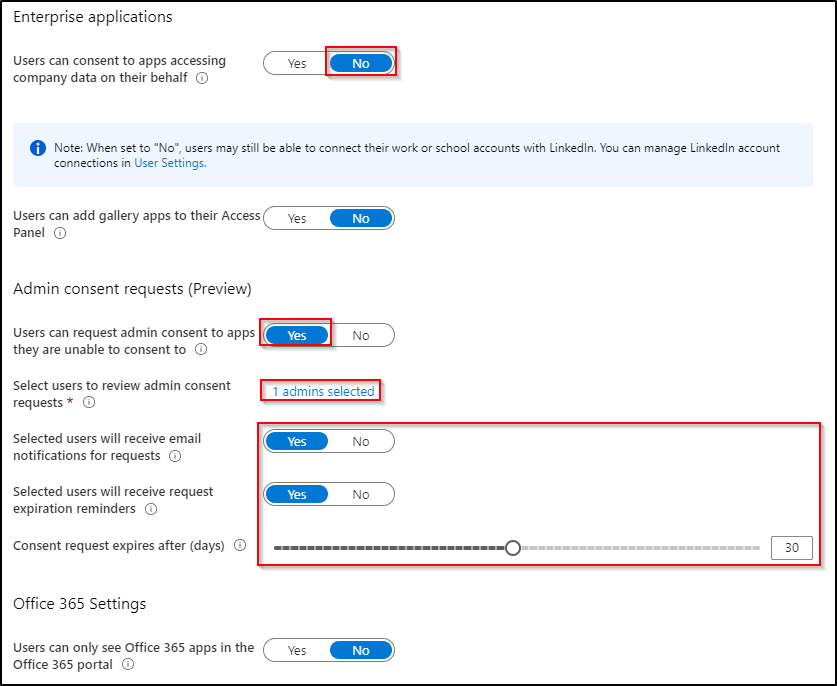 Enterprise applications
Users can consent to apps accessing
company data on their behalf
Yes No
Note: When set to "No", users may still be able to connect their work or school accounts with LinkedIn. You can manage LinkedIn account
connections in User Settings.
Users can add gallery apps to their Access
Panel
Yes No
Admin consent requests (Preview)
Users can request admin consent to apps
they are unable to consent to
Yes No
Select users to review admin consent
requests *
1 admins selected
Selected users will receive email
notifications for requests
Yes No
Selected users will receive request
expiration reminders
Yes No
Consent request expires after (days)
30
Office 365 Settings
Users can only see Office 365 apps in the
Office 365 portal
Yes No